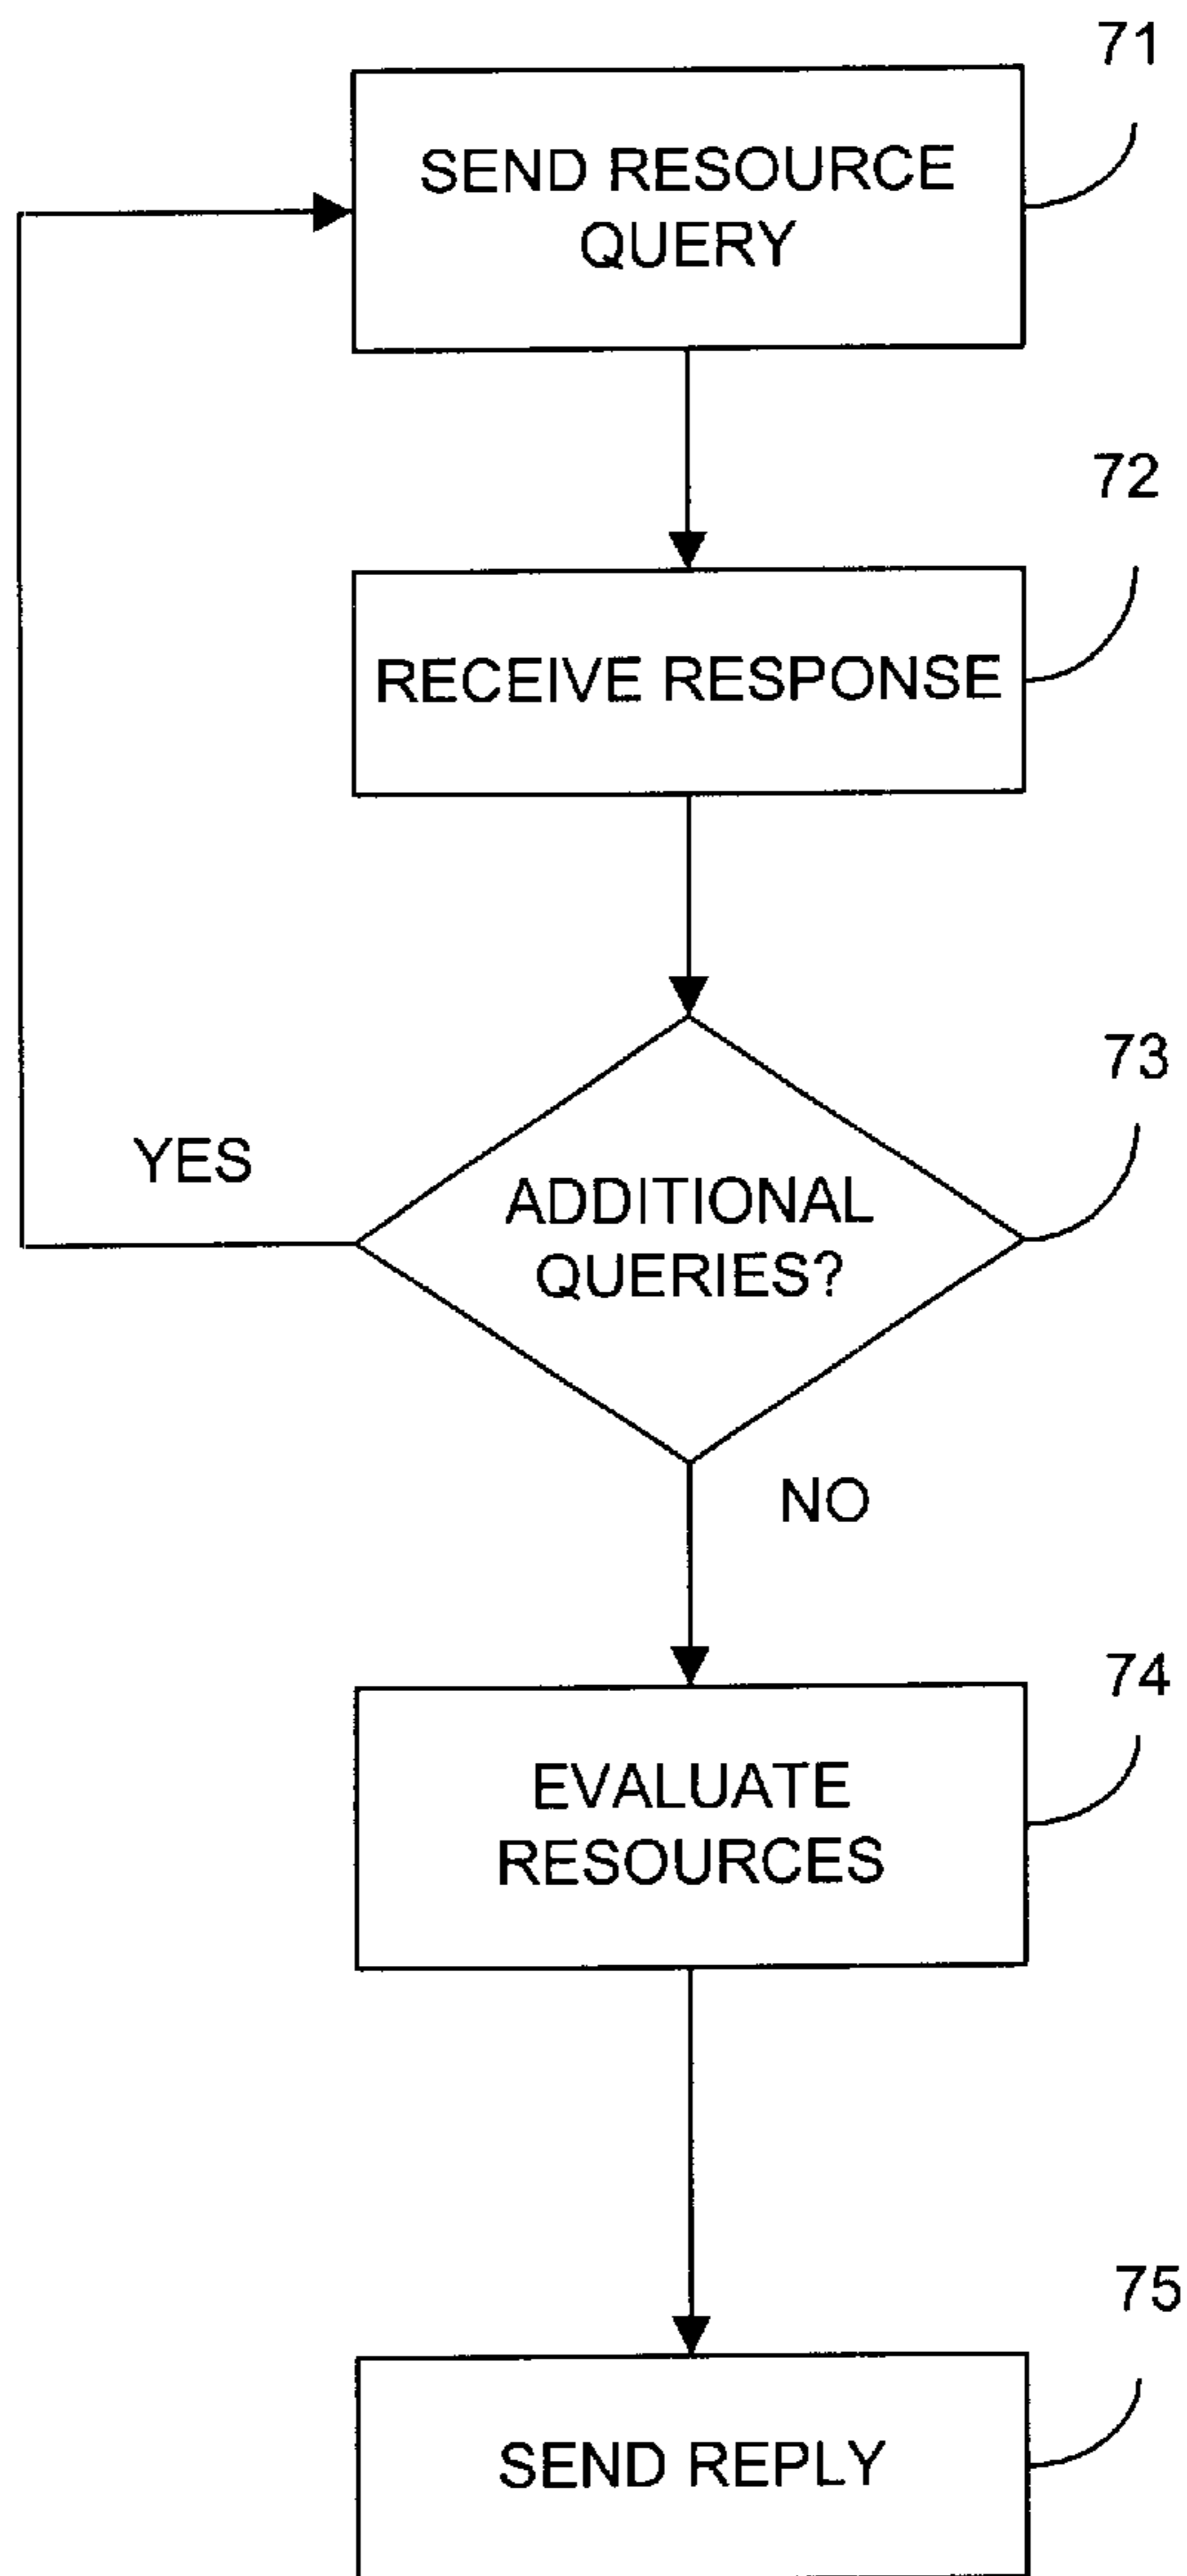 71
SEND RESOURCE
QUERY
72
RECEIVE RESPONSE
73
YES
ADDITIONAL
QUERIES?
NO
74
EVALUATE
RESOURCES
75
SEND REPLY